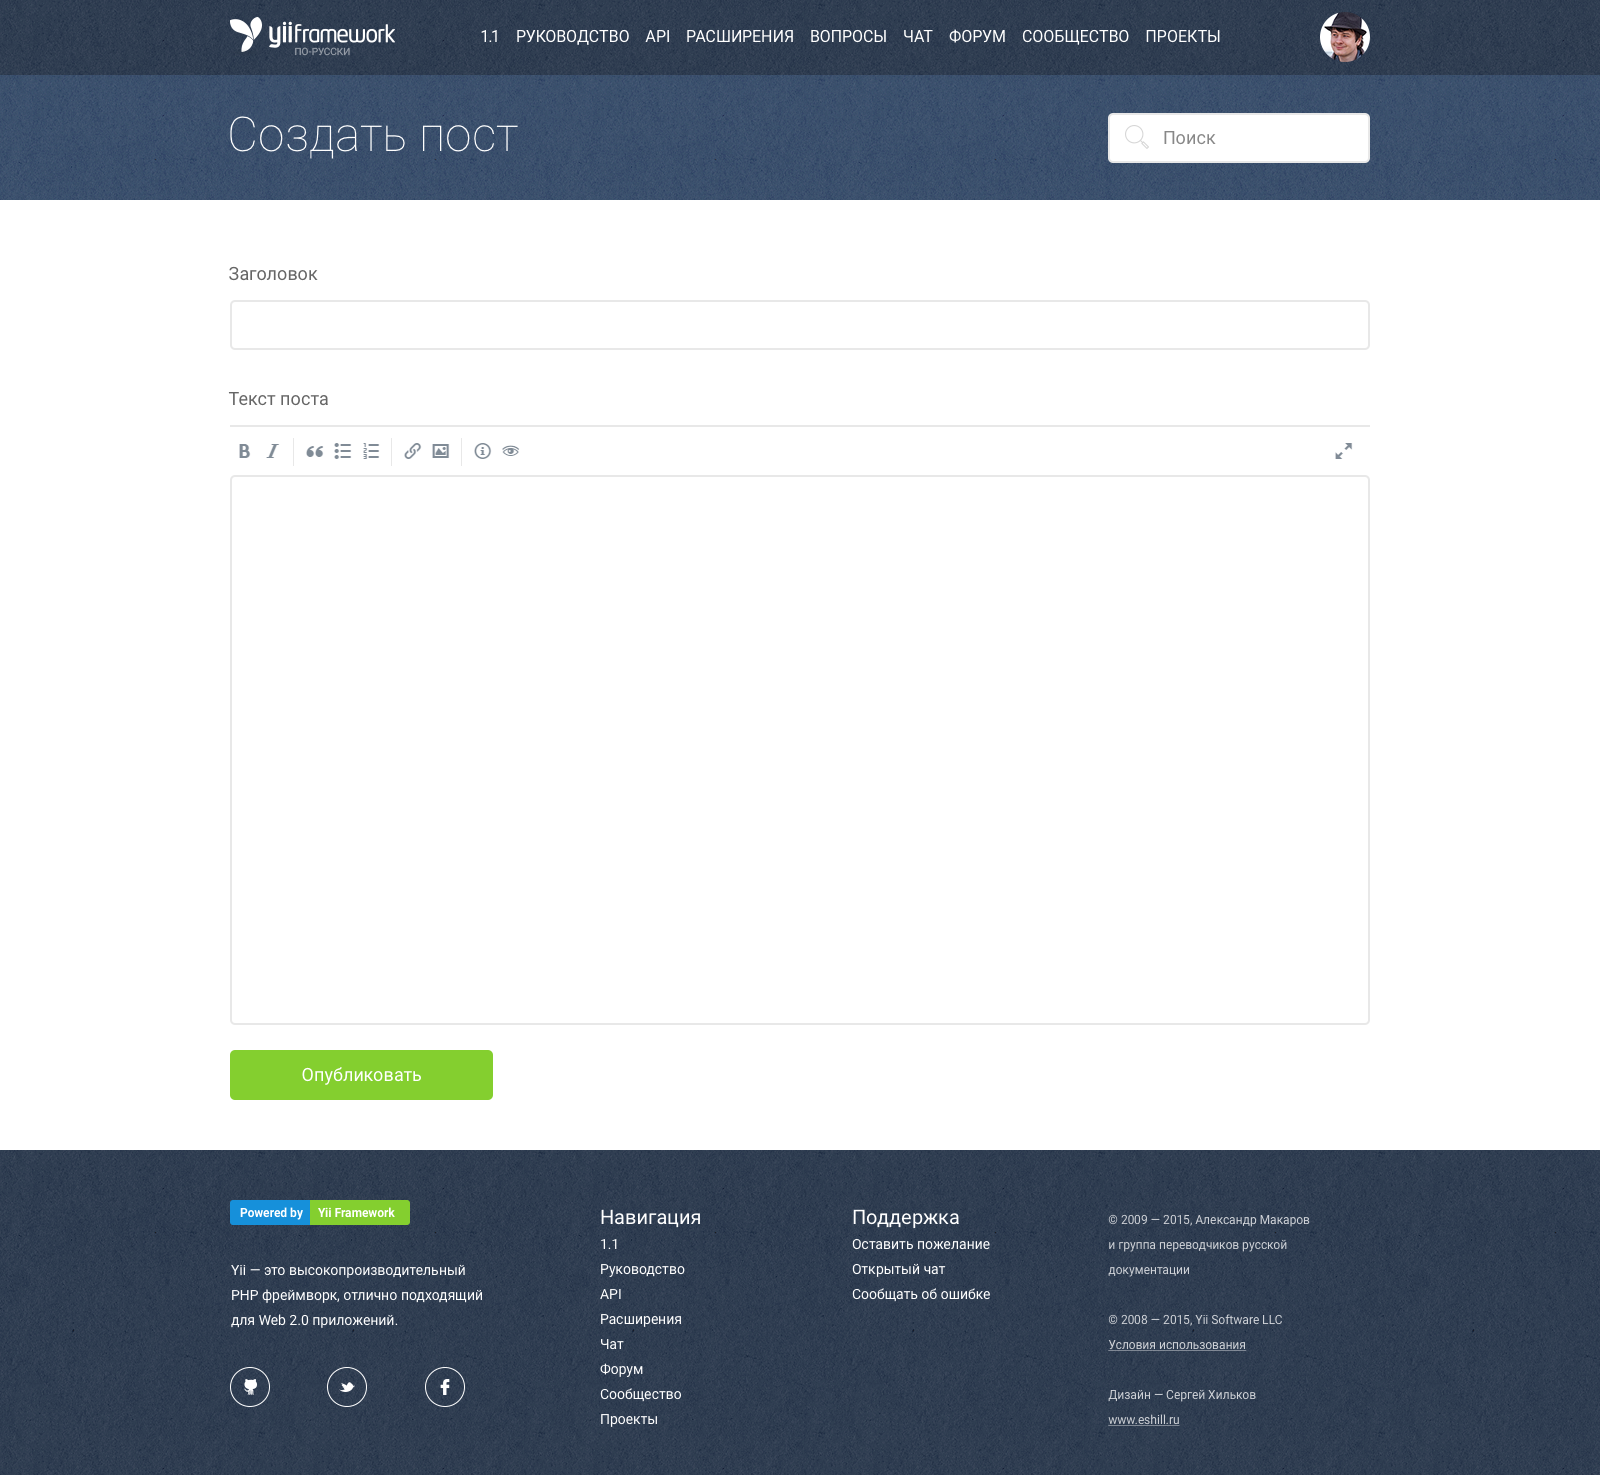 yiiframework
ПО-РУССКИ
1.1 РУКОВОДСТВО API РАСШИРЕНИЯ ВОПРОСЫ ЧАТ ФОРУМ СООБЩЕСТВО ПРОЕКТЫ
Создать пост
Поиск
Заголовок
Текст поста
Опубликовать
Powered by Yii Framework
Yii — это высокопроизводительный
PHP фреймворк, отлично подходящий
для Web 2.0 приложений.
Навигация
1.1
Руководство
API
Расширения
Чат
Форум
Сообщество
Проекты
Поддержка
Оставить пожелание
Открытый чат
Сообщать об ошибке
© 2009 — 2015, Александр Макаров
и группа переводчиков русской
документации
© 2008 — 2015, Yii Software LLC
Условия использования
Дизайн — Сергей Хильков
www.eshill.ru